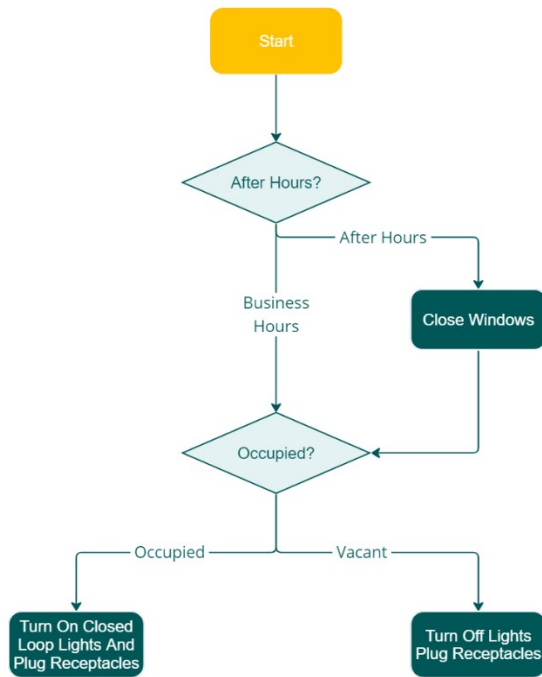 Start
After Hours?
After Hours
Business
Hours
Close Windows
Occupied?
Occupied
Vacant
Turn On Closed
Loop Lights And
Plug Receptacles
Turn Off Lights
Plug Receptacles